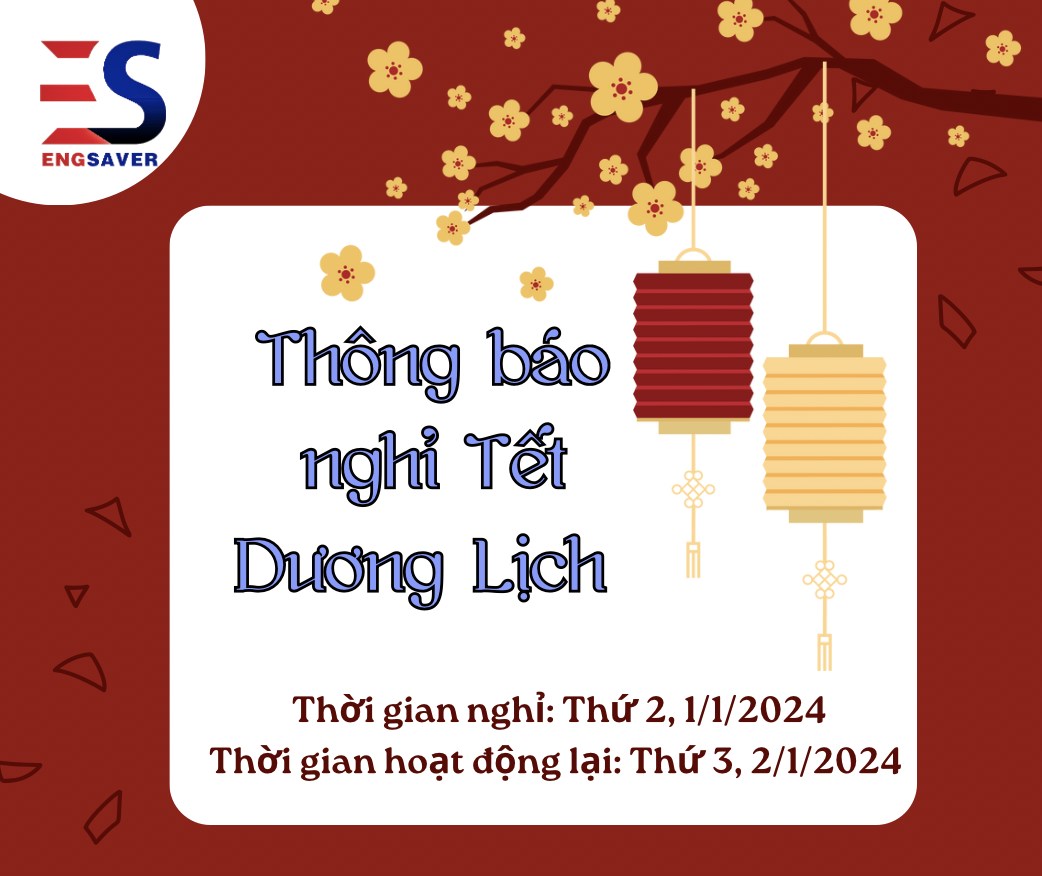 ES
ENGSAVER
Thông báo
nghỉ Tết
Dương Lịch
Thời gian nghỉ: Thứ 2, 1/1/2024
Thời gian hoạt động lại: Thứ 3, 2/1/2024